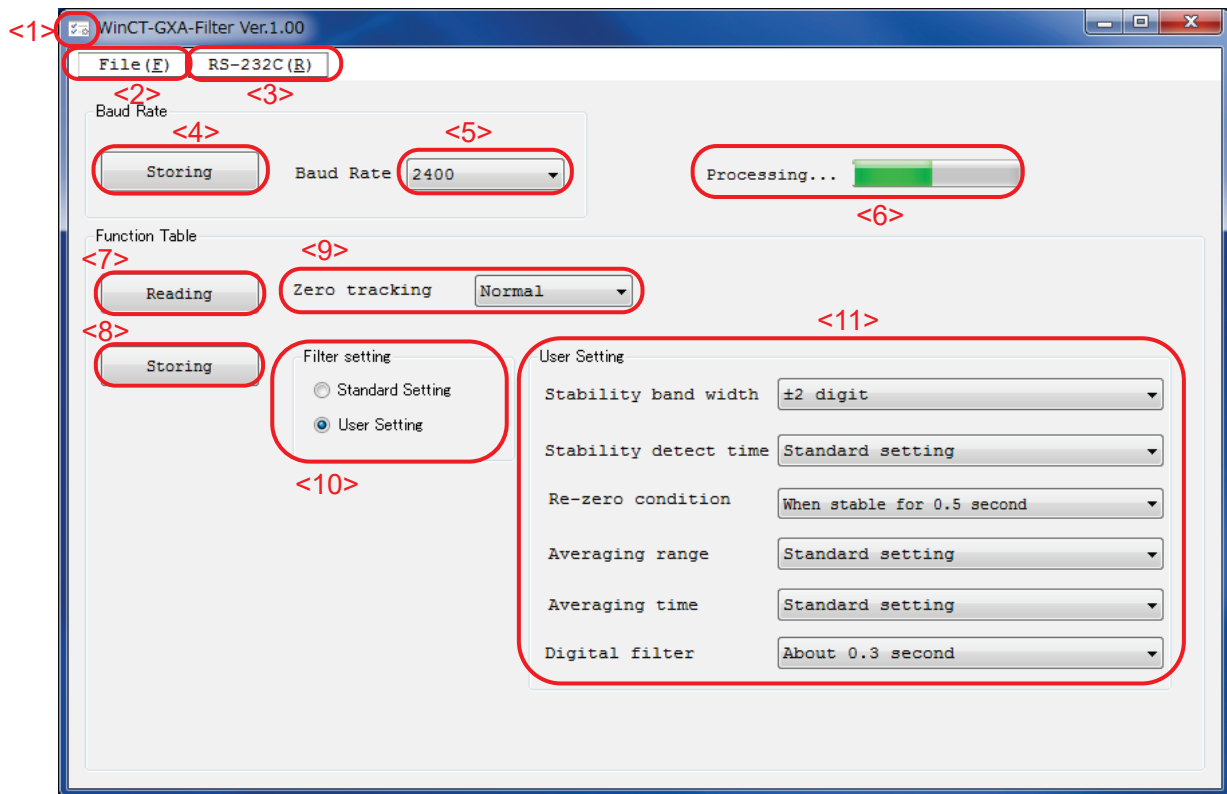 <1>
WinCT-GXA-Filter Ver.1.00
File(F) RS-232C(R)
<2> <3>
Baud Rate
<4> <5>
Storing Baud Rate 2400 Processing...
<6>
Function Table
<7> <9>
Reading Zero tracking Normal
<8> <11>
Storing Filter setting User Setting
Standard Setting Stability band width ±2 digit
User Setting
Stability detect time Standard setting
<10>
Re-zero condition When stable for 0.5 second
Averaging range Standard setting
Averaging time Standard setting
Digital filter About 0.3 second